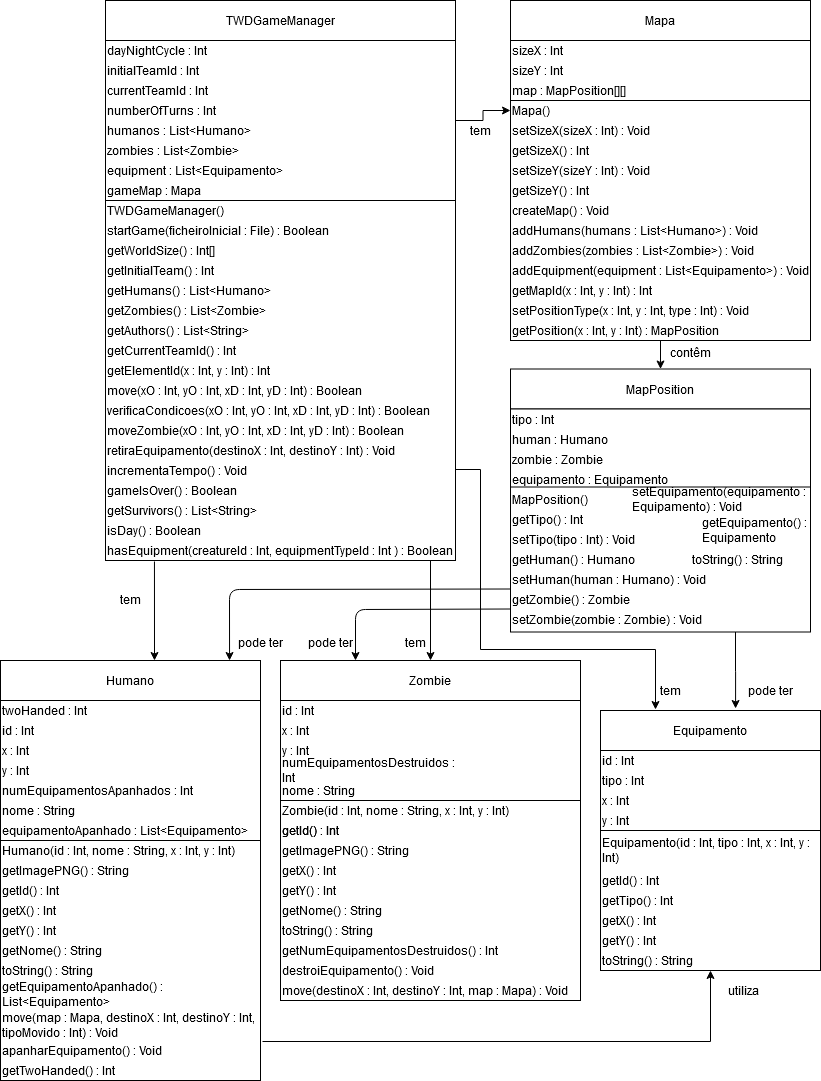 TWDGameManager
dayNightCycle : Int
initialTeamId : Int
currentTeamId : Int
numberOfTurns : Int
humanos : List<Humano>
zombies : List<Zombie>
equipment : List<Equipamento>
gameMap : Mapa
TWDGameManager()
startGame(ficheiroInicial : File) : Boolean
getWorldSize() : Int[]
getInitialTeam() : Int
getHumans() : List<Humano>
getZombies() : List<Zombie>
getAuthors() : List<String>
getCurrentTeamId() : Int
getElementId(x : Int, y : Int) : Int
move(xO : Int, yO : Int, xD : Int, yD : Int) : Boolean
verificaCondicoes(xO : Int, yO : Int, xD : Int, yD : Int) : Boolean
moveZombie(xO : Int, yO : Int, xD : Int, yD : Int) : Boolean
retiraEquipamento(destinoX : Int, destinoY : Int) : Void
incrementaTempo() : Void
gameIsOver() : Boolean
getSurvivors() : List<String>
isDay() : Boolean
hasEquipment(creatureId : Int, equipmentTypeId : Int ) : Boolean
tem
Mapa
sizeX : Int
sizeY : Int
map : MapPosition[][]
Mapa()
setSizeX(sizeX : Int) : Void
getSizeX() : Int
setSizeY(sizeY : Int) : Void
getSizeY() : Int
createMap() : Void
addHumans(humans : List<Humano>) : Void
addZombies(zombies : List<Zombie>) : Void
addEquipment(equipment : List<Equipamento>) : Void
getMapId(x : Int, y : Int) : Int
setPositionType(x : Int, y : Int, type : Int) : Void
getPosition(x : Int, y : Int) : MapPosition
contêm
MapPosition
tipo : Int
human : Humano
zombie : Zombie
equipamento : Equipamento
MapPosition()
getTipo() : Int
setTipo(tipo : Int) : Void
getHuman() : Humano
setHuman(human : Humano) : Void
getZombie() : Zombie
setZombie(zombie : Zombie) : Void
setEquipamento(equipamento :
Equipamento) : Void
getEquipamento() :
Equipamento
toString() : String
tem
pode ter
pode ter
tem
tem
pode ter
Humano
twoHanded : Int
id : Int
x : Int
y : Int
numEquipamentosApanhados : Int
nome : String
equipamentoApanhado : List<Equipamento>
Humano(id : Int, nome : String, x : Int, y : Int)
getImagePNG() : String
getId() : Int
getX() : Int
getY() : Int
getNome() : String
toString() : String
getEquipamentoApanhado() :
List<Equipamento>
move(map : Mapa, destinoX : Int, destinoY : Int,
tipoMovido : Int) : Void
apanharEquipamento() : Void
getTwoHanded() : Int
Zombie
id : Int
x : Int
y : Int
numEquipamentosDestruidos :
Int
nome : String
Zombie(id : Int, nome : String, x : Int, y : Int)
getId() : Int
getImagePNG() : String
getX() : Int
getY() : Int
getNome() : String
toString() : String
getNumEquipamentosDestruidos() : Int
destroiEquipamento() : Void
move(destinoX : Int, destinoY : Int, map : Mapa) : Void
Equipamento
id : Int
tipo : Int
x : Int
y : Int
Equipamento(id : Int, tipo : Int, x : Int, y :
Int)
getId() : Int
getTipo() : Int
getX() : Int
getY() : Int
toString() : String
utiliza